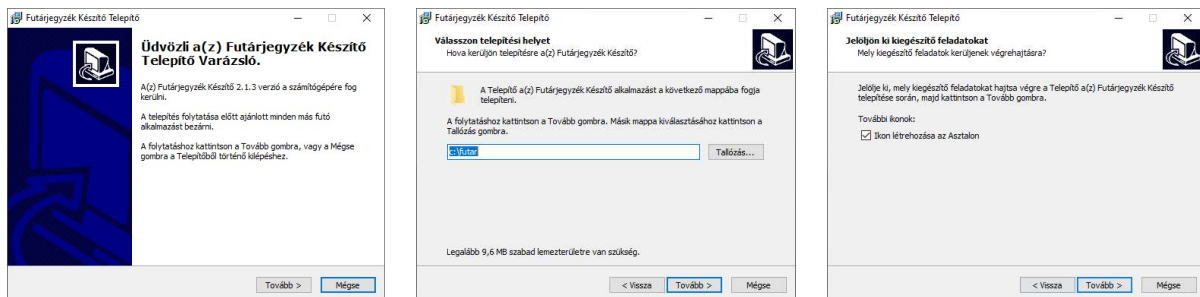 Futárjegyzék Készítő Telepítő
Üdvözli a(z) Futárjegyzék Készítő
Telepítő Varázsló.
A(z) Futárjegyzék Készítő 2.1.3 verzió a számítógépére fog
kerülni.
A telepítés folytatása előtt ajánlott minden más futó
alkalmazást bezárni.
A folytatáshoz kattintson a Tovább gombra, vagy a Mégse
gombra a Telepítőből történő kilépéshez.
Tovább >
Mégse
Futárjegyzék Készítő Telepítő
Válasszon telepítési helyet
Hova kerüljön telepítésre a(z) Futárjegyzék Készítő?
A Telepítő a(z) Futárjegyzék Készítő alkalmazást a következő mappába fogja
telepíteni.
A folytatáshoz kattintson a Tovább gombra. Másik mappa kiválasztásához kattintson a
Tallózás gombra.
c:\futar
Tallózás...
Legalább 9,6 MB szabad lemezterületre van szükség.
< Vissza
Tovább >
Mégse
Futárjegyzék Készítő Telepítő
Jelöljön ki kiegészítő feladatokat
Mely kiegészítő feladatok kerüljenek végrehajtásra?
Jelölje ki, mely kiegészítő feladatokat hajtsa végre a Telepítő a(z) Futárjegyzék Készítő
telepítése során, majd kattintson a Tovább gombra.
További ikonok:
Ikon létrehozása az Asztalon
< Vissza
Tovább >
Mégse